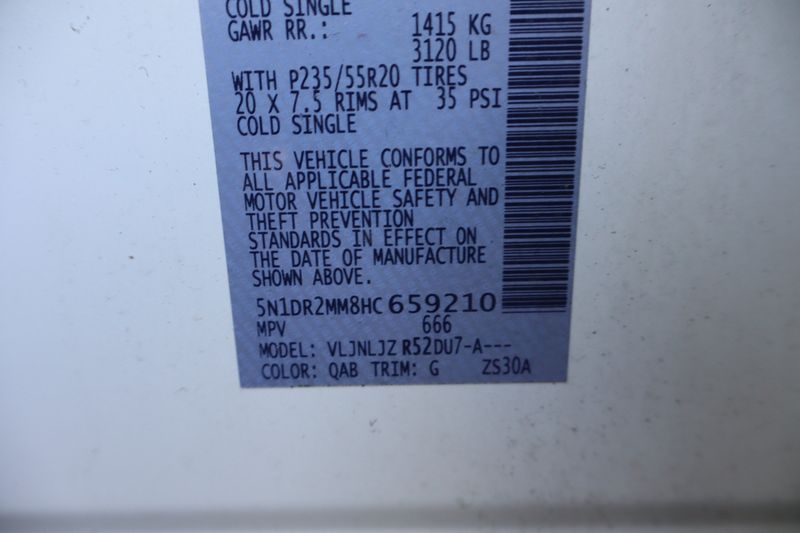 COLD SINGLE
GAWR RR.: 1415 KG
3120 LB
WITH P235/55R20 TIRES
20 X 7.5 RIMS AT 35 PSI
COLD SINGLE
THIS VEHICLE CONFORMS TO
ALL APPLICABLE FEDERAL
MOTOR VEHICLE SAFETY AND
THEFT PREVENTION
STANDARDS IN EFFECT ON
THE DATE OF MANUFACTURE
SHOWN ABOVE.
5N1DR2MM8HC 659210
MPV 666
MODEL: VLJNLJZ R52DU7-A---
COLOR: QAB TRIM: G ZS30A